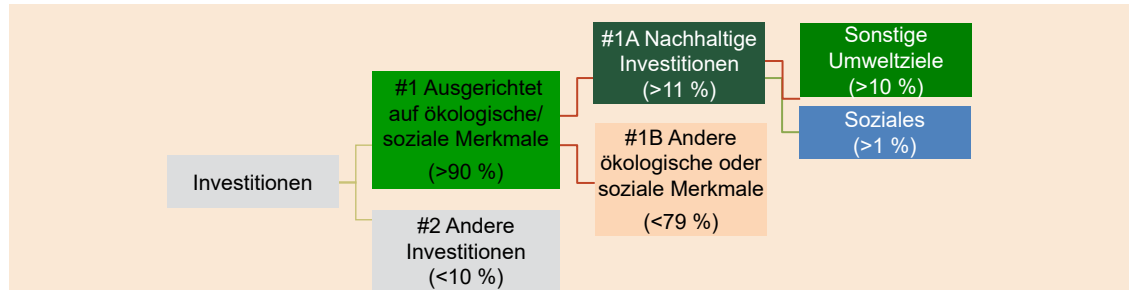 Investitionen
#1 Ausgerichtet
auf ökologische/
soziale Merkmale
(>90 %)
#2 Andere
Investitionen
(<10 %)
#1A Nachhaltige
Investitionen
(>11 %)
#1B Andere
ökologische oder
soziale Merkmale
(<79 %)
Sonstige
Umweltziele
(>10 %)
Soziales
(>1 %)